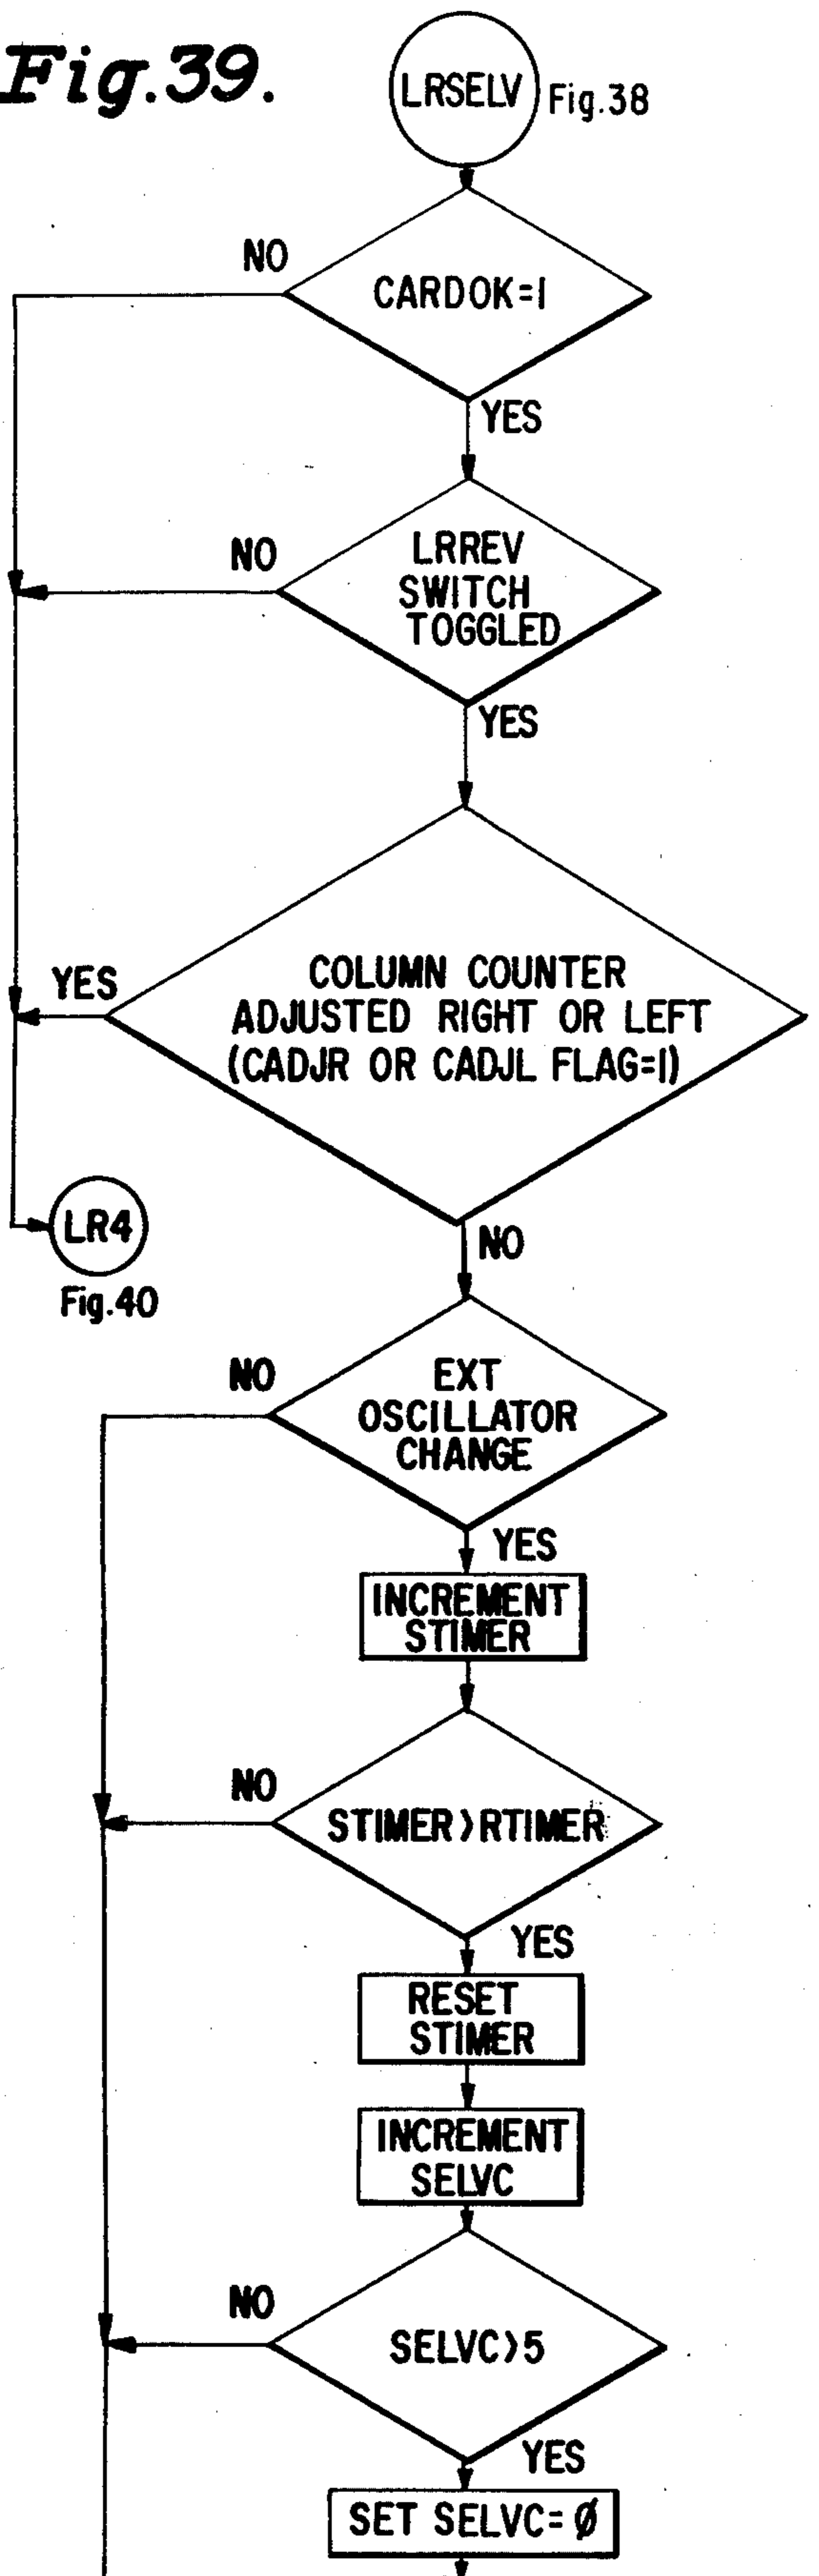 Fig.39.
LRSELV
Fig.38
NO
CARDOK=1
YES
NO
LRREV
SWITCH
TOGGLED
YES
YES
COLUMN COUNTER
ADJUSTED RIGHT OR LEFT
(CADJR OR CADJL FLAG=1)
LR4
Fig.40
NO
NO
EXT
OSCILLATOR
CHANGE
YES
INCREMENT
STIMER
NO
STIMER>RTIMER
YES
RESET
STIMER
INCREMENT
SELVC
NO
SELVC>5
YES
SET SELVC=Ø